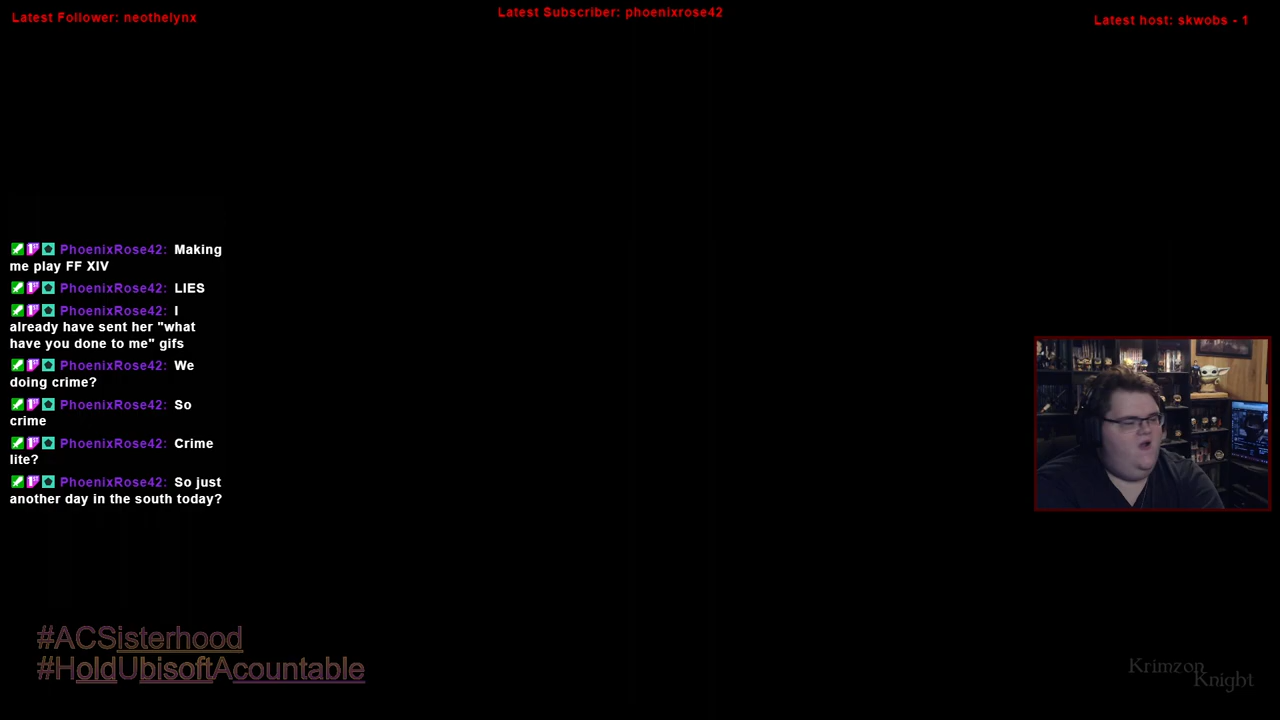 Latest Follower: neothelynx
Latest Subscriber: phoenixrose42
Latest host: skwobs - 1
PhoenixRose42: Making
me play FF XIV
PhoenixRose42: LIES
PhoenixRose42: I
already have sent her "what
have you done to me" gifs
PhoenixRose42: We
doing crime?
PhoenixRose42: So
crime
PhoenixRose42: Crime
lite?
PhoenixRose42: So just
another day in the south today?
#ACSisterhood
#HoldUbisoftAcountable
Krimzon
Knight